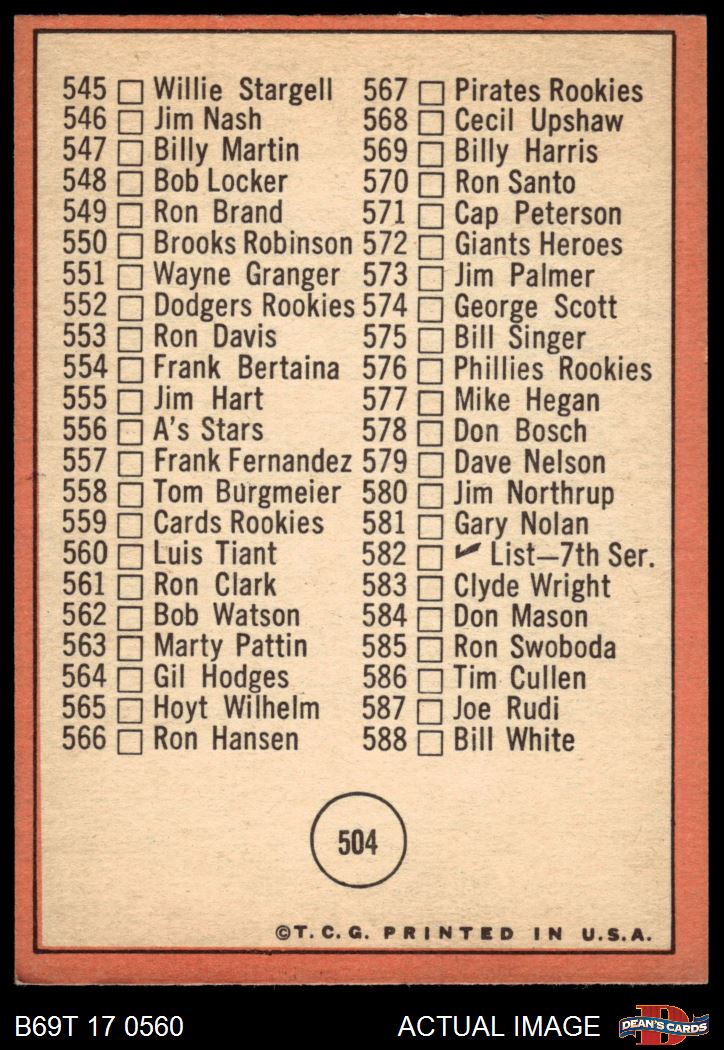 545 Willie Stargell
546 Jim Nash
547 Billy Martin
548 Bob Locker
549 Ron Brand
550 Brooks Robinson
551 Wayne Granger
552 Dodgers Rookies
553 Ron Davis
554 Frank Bertaina
555 Jim Hart
556 A's Stars
557 Frank Fernandez
558 Tom Burgmeier
559 Cards Rookies
560 Luis Tiant
561 Ron Clark
562 Bob Watson
563 Marty Pattin
564 Gil Hodges
565 Hoyt Wilhelm
566 Ron Hansen
567 Pirates Rookies
568 Cecil Upshaw
569 Billy Harris
570 Ron Santo
571 Cap Peterson
572 Giants Heroes
573 Jim Palmer
574 George Scott
575 Bill Singer
576 Phillies Rookies
577 Mike Hegan
578 Don Bosch
579 Dave Nelson
580 Jim Northrup
581 Gary Nolan
582 ✔ List—7th Ser.
583 Clyde Wright
584 Don Mason
585 Ron Swoboda
586 Tim Cullen
587 Joe Rudi
588 Bill White
504
©T.C.G. PRINTED IN U.S.A.
B69T 17 0560 ACTUAL IMAGE
D
DEAN'S CARDS